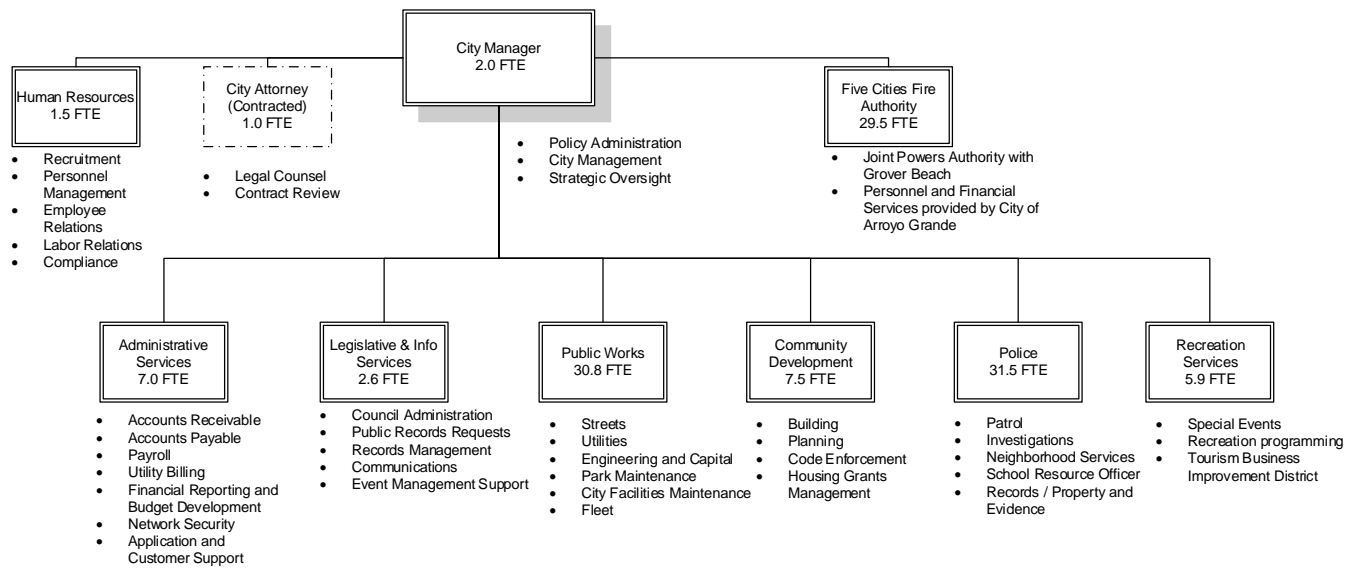 City Manager
2.0 FTE
Human Resources
1.5 FTE
City Attorney
(Contracted)
1.0 FTE
Five Cities Fire
Authority
29.5 FTE
• Recruitment
• Personnel
Management
• Employee
Relations
• Labor Relations
• Compliance
• Legal Counsel
• Contract Review
• Policy Administration
• City Management
• Strategic Oversight
• Joint Powers Authority with
Grover Beach
• Personnel and Financial
Services provided by City of
Arroyo Grande
Administrative
Services
7.0 FTE
Legislative & Info
Services
2.6 FTE
Public Works
30.8 FTE
Community
Development
7.5 FTE
Police
31.5 FTE
Recreation
Services
5.9 FTE
• Accounts Receivable
• Accounts Payable
• Payroll
• Utility Billing
• Financial Reporting and
Budget Development
• Network Security
• Application and
Customer Support
• Council Administration
• Public Records Requests
• Records Management
• Communications
• Event Management Support
• Streets
• Utilities
• Engineering and Capital
• Park Maintenance
• City Facilities Maintenance
• Fleet
• Building
• Planning
• Code Enforcement
• Housing Grants
Management
• Patrol
• Investigations
• Neighborhood Services
• School Resource Officer
• Records / Property and
Evidence
• Special Events
• Recreation programming
• Tourism Business
Improvement District